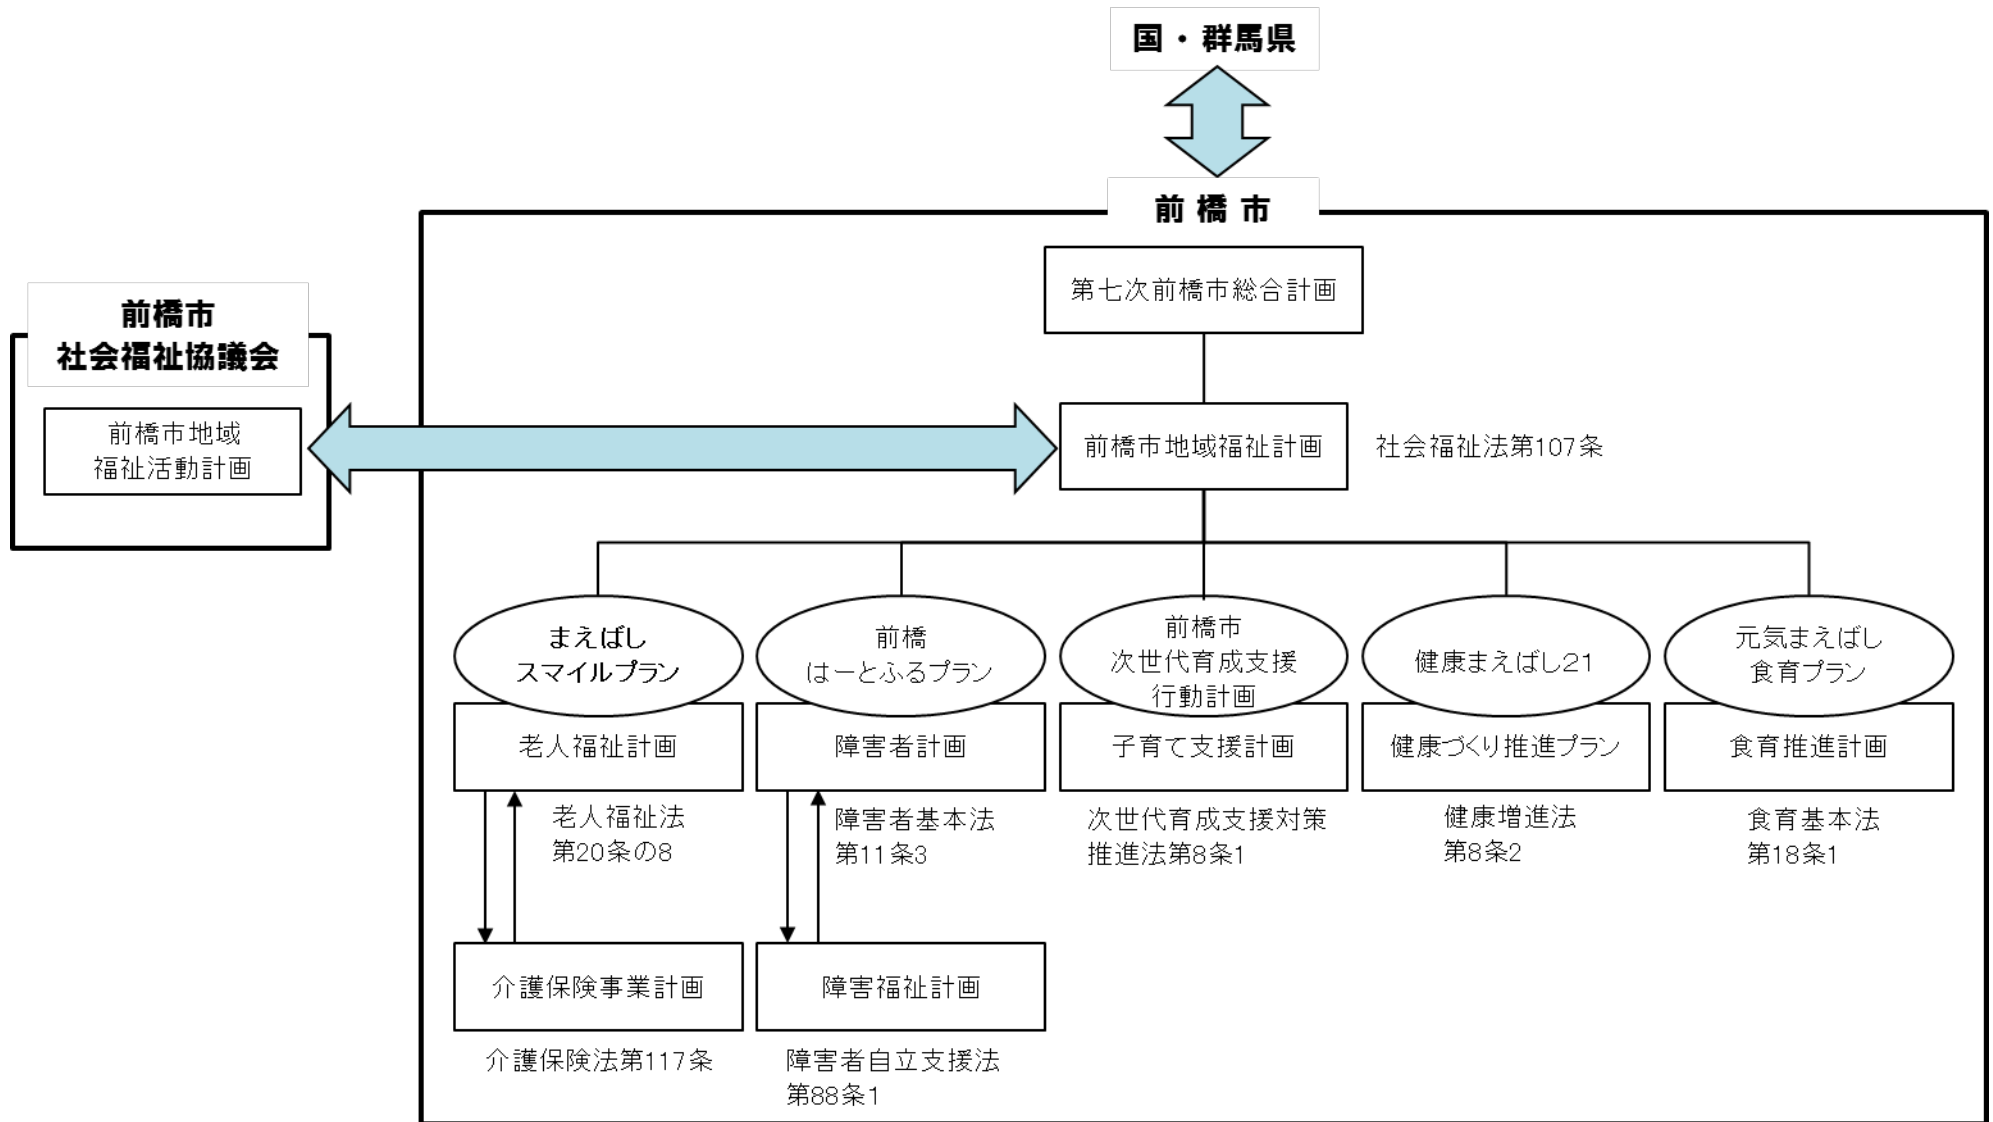 国・群馬県
前橋市
第七次前橋市総合計画
前橋市
社会福祉協議会
前橋市地域
福祉活動計画
前橋市地域福祉計画
社会福祉法第107条
まえばし
スマイルプラン
前橋
はーとふるプラン
前橋市
次世代育成支援
行動計画
健康まえばし21
元気まえばし
食育プラン
老人福祉計画
障害者計画
子育て支援計画
健康づくり推進プラン
食育推進計画
老人福祉法
第20条の8
障害者基本法
第11条3
次世代育成支援対策
推進法第8条1
健康増進法
第8条2
食育基本法
第18条1
介護保険事業計画
障害福祉計画
介護保険法第117条
障害者自立支援法
第88条1